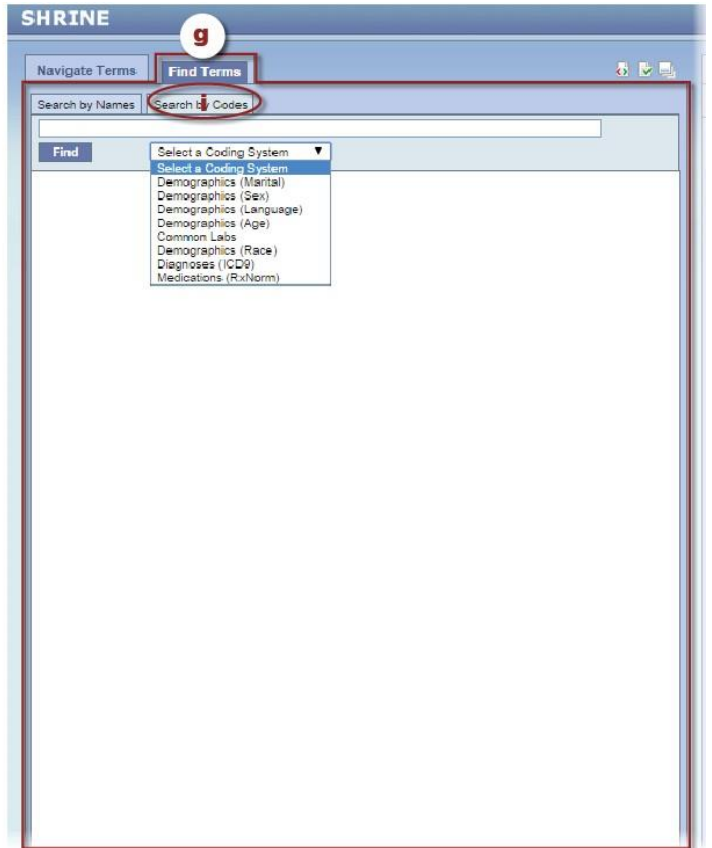 SHRINE
g
Navigate Terms
Find Terms
Search by Names
Search by Codes
i
Find
Select a Coding System
Select a Coding System
Demographics (Marital)
Demographics (Sex)
Demographics (Language)
Demographics (Age)
Common Labs
Demographics (Race)
Diagnoses (ICD9)
Medications (RxNorm)